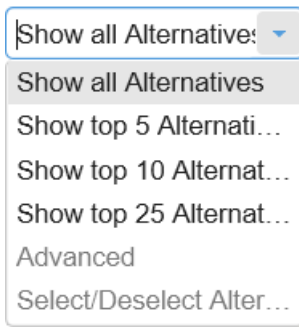 Show all Alternatives
Show all Alternatives
Show top 5 Alternati...
Show top 10 Alternat...
Show top 25 Alternat...
Advanced
Select/Deselect Alter...